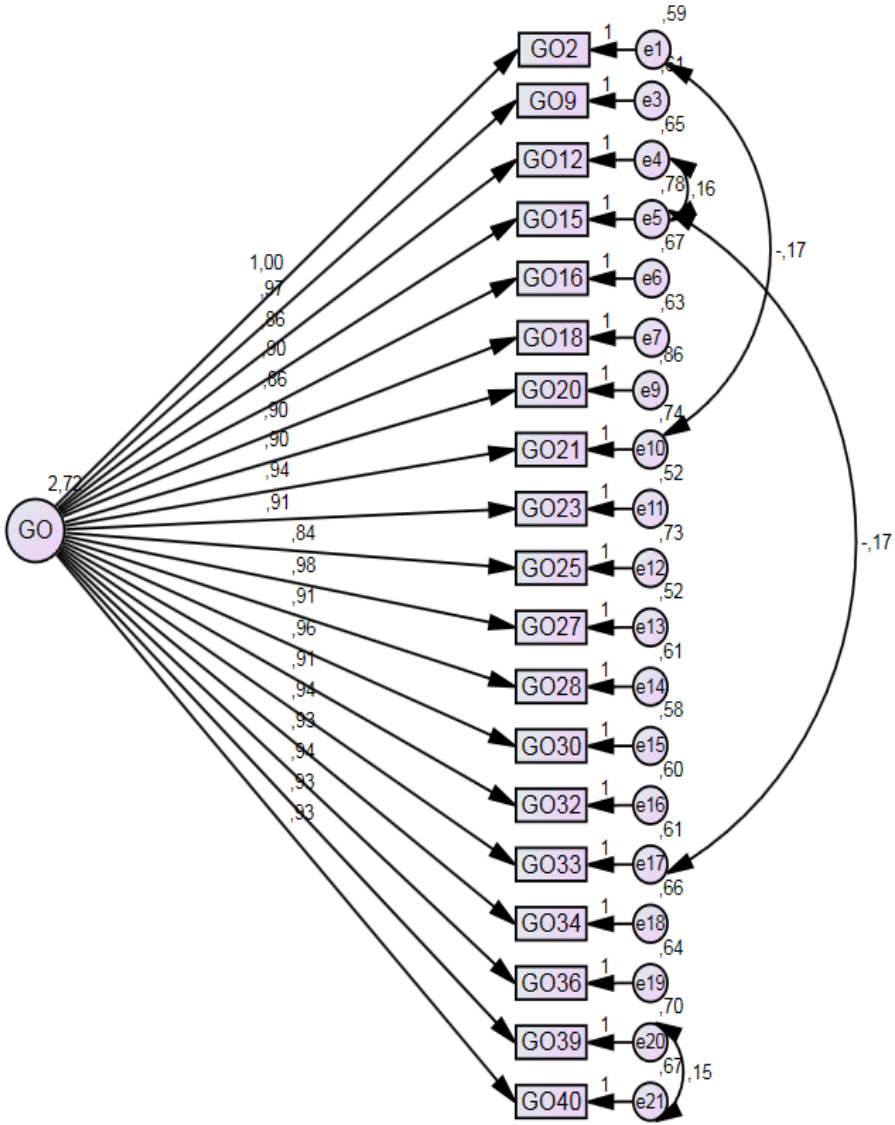 ,59
GO2 1 e1
,61
GO9 1 e3
,65
GO12 1 e4
,78 ,16
GO15 1 e5
,67
-,17
1,00
GO16 1 e6
,97
,63
,86
GO18 1 e7
,90
,86
,86
GO20 1 e9
,90
,74
,90
GO21 1 e10
,94
,52
2,72
,91
GO23 1 e11
GO
,84
,73
-,17
,98
GO25 1 e12
,52
,91
GO27 1 e13
,96
,61
,91
GO28 1 e14
,94
,58
,93
GO30 1 e15
,94
,60
,93
GO32 1 e16
,93
,61
GO33 1 e17
,66
GO34 1 e18
,64
GO36 1 e19
,70
GO39 1 e20
,67 ,15
GO40 1 e21